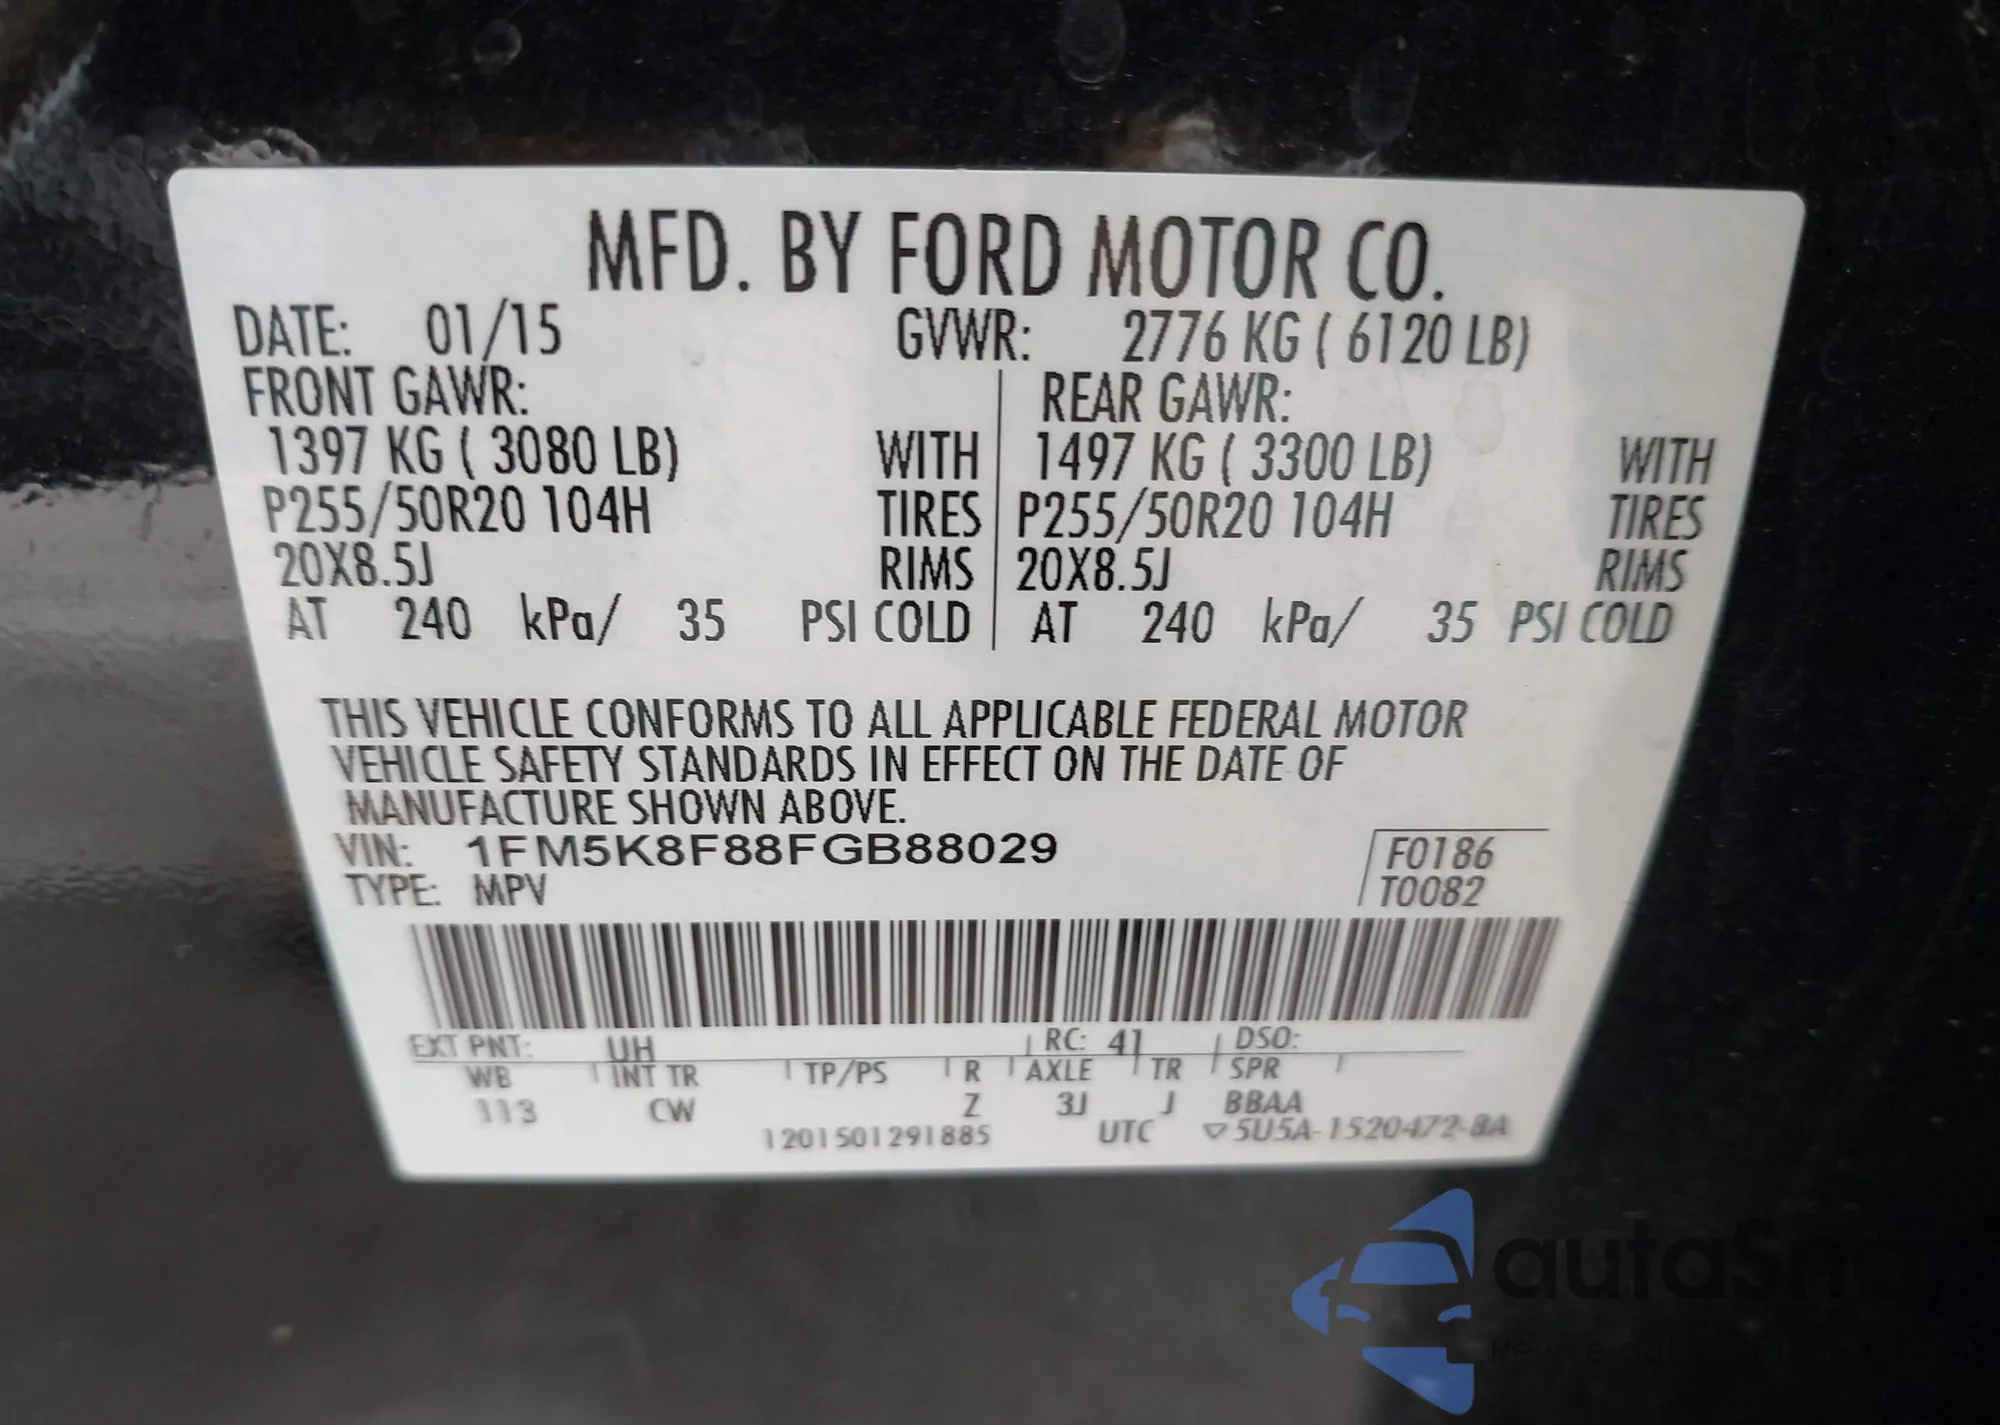 MFD. BY FORD MOTOR CO.
DATE: 01/15 GVWR: 2776 KG ( 6120 LB)
FRONT GAWR: REAR GAWR:
1397 KG ( 3080 LB) WITH 1497 KG ( 3300 LB) WITH
P255/50R20 104H TIRES P255/50R20 104H TIRES
20X8.5J RIMS 20X8.5J RIMS
AT 240 kPa/ 35 PSI COLD AT 240 kPa/ 35 PSI COLD
THIS VEHICLE CONFORMS TO ALL APPLICABLE FEDERAL MOTOR
VEHICLE SAFETY STANDARDS IN EFFECT ON THE DATE OF
MANUFACTURE SHOWN ABOVE.
VIN: 1FM5K8F88FGB88029 F0186
TYPE: MPV T0082
EXT PNT: UH RC: 41 DSO:
WB INT TR TP/PS R AXLE TR SPR
113 CW Z 3J J BBAA
1201501291885 UTC ▽5U5A-1520472-BA
autoSna